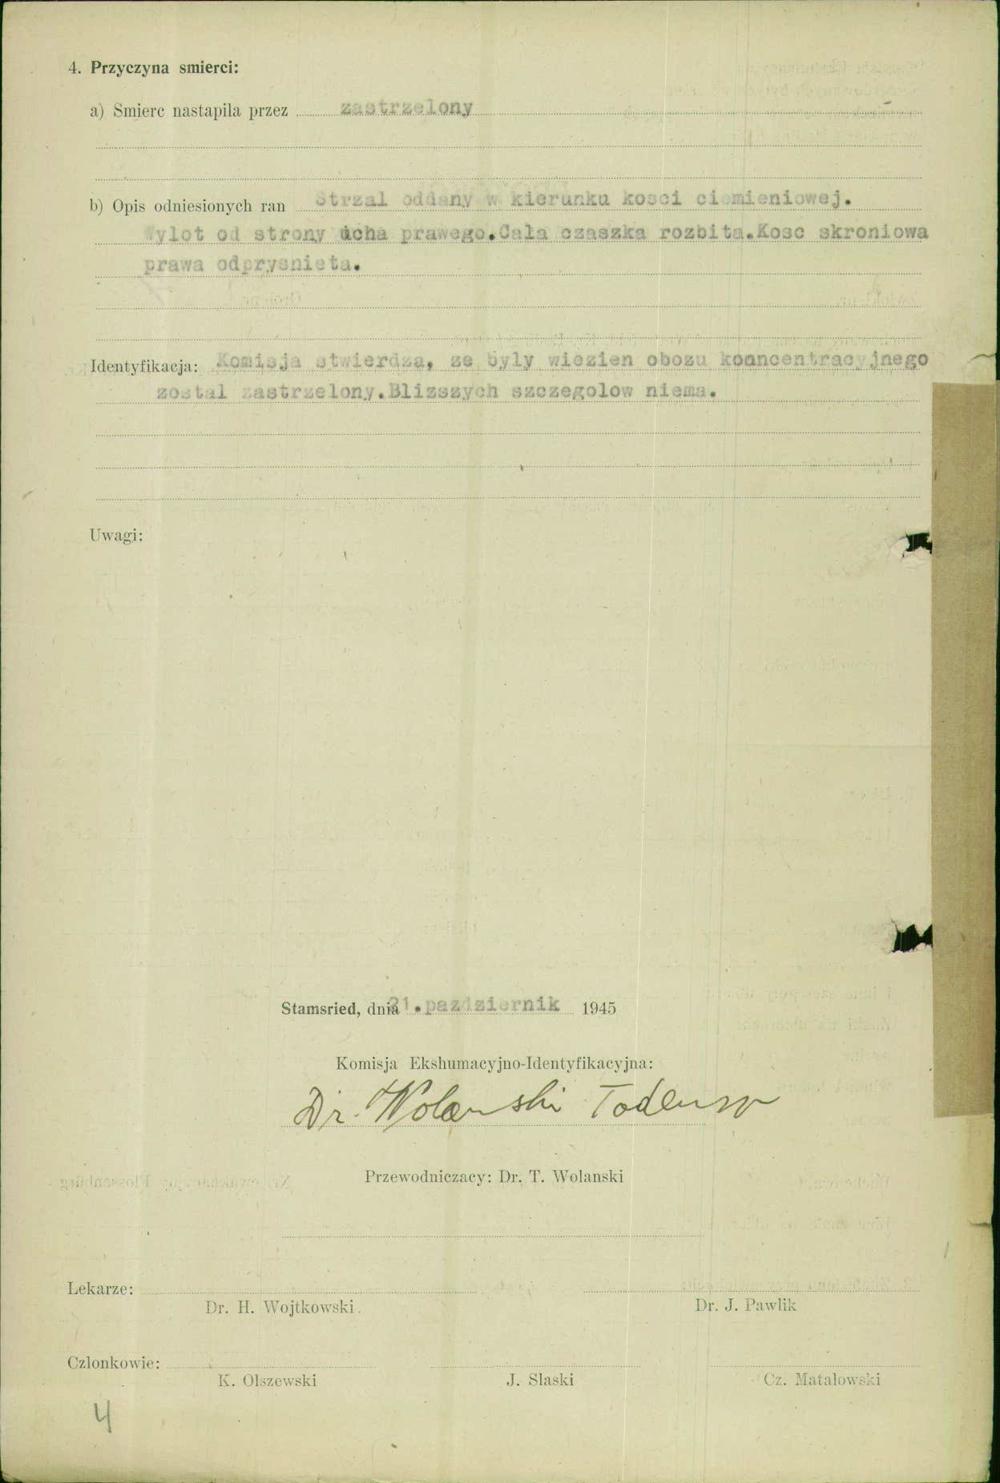 4. Przyczyna smierci:
a) Smierc nastapila przez zastrzelony
b) Opis odniesionych ran Strzal oddany w kierunku kosci ciemieniowej.
Wylot od strony ucha prawego.Cala czaszka rozbita.Kosc skroniowa
prawa odprysnieta.
Identyfikacja: Komisja stwierdza, ze byly wiezien obozu koancentracyjnego
zostal zastrzelony.Blizszych szczegolow niema.
Uwagi:
Stamsried, dnia 21.pazdziernik 1945
Komisja Ekshumacyjno-Identyfikacyjna:
Dr. Wolanski Tadeusz
Przewodniczacy: Dr. T. Wolanski
Lekarze:
Dr. H. Wojtkowski.
Dr. J. Pawlik
Czlonkowie:
K. Olszewski
J. Slaski
Cz. Matalowski
4